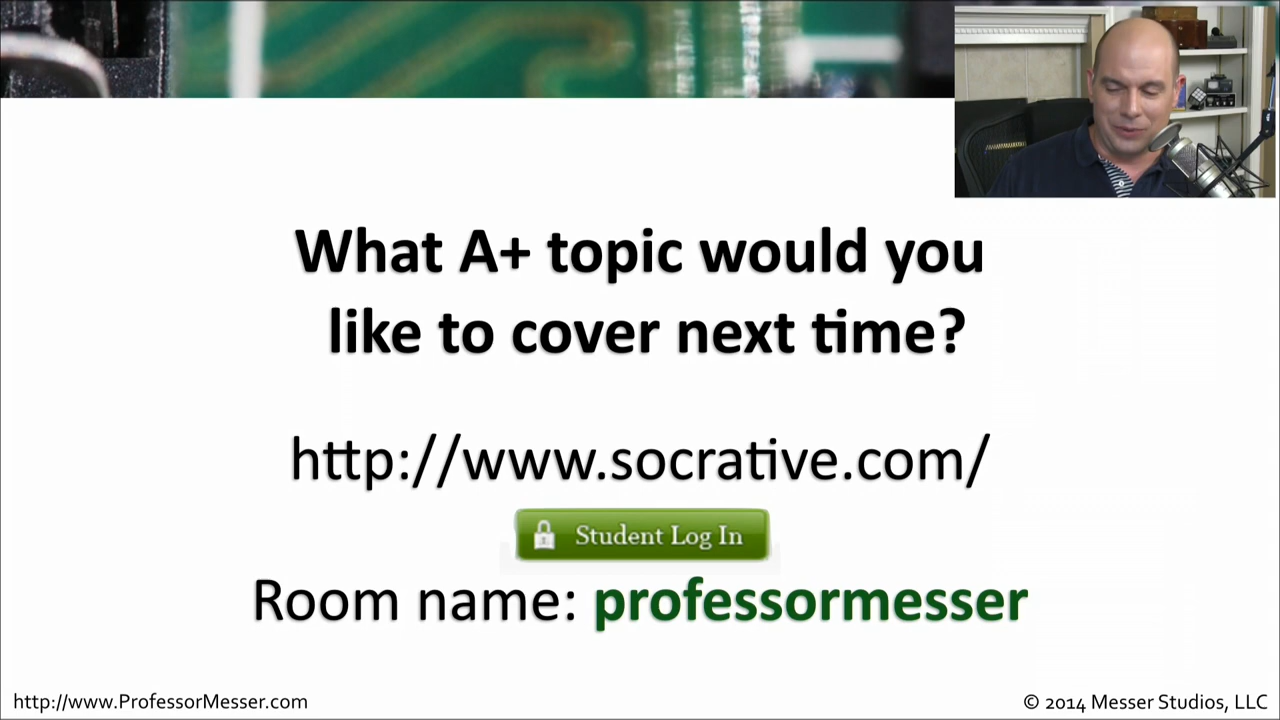 What A+ topic would you
like to cover next time?
http://www.socrative.com/
Student Log In
Room name: professormesser
http://www.ProfessorMesser.com
© 2014 Messer Studios, LLC